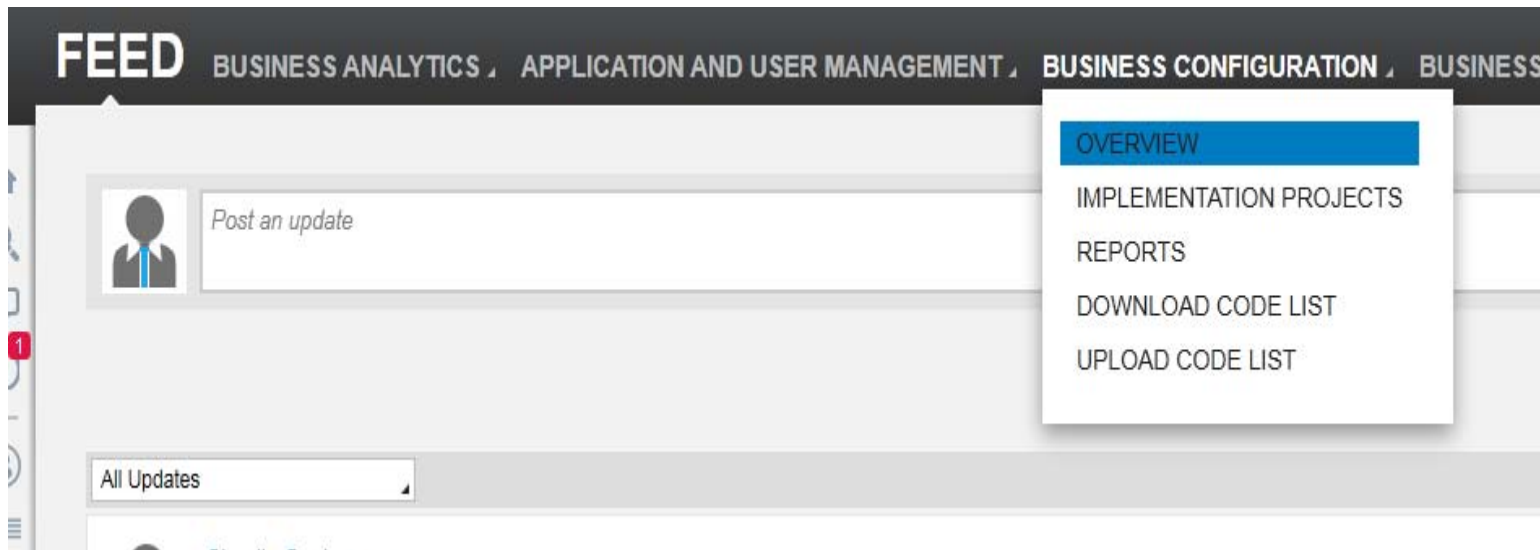 FEED BUSINESS ANALYTICS APPLICATION AND USER MANAGEMENT BUSINESS CONFIGURATION BUSINESS
OVERVIEW
IMPLEMENTATION PROJECTS
REPORTS
DOWNLOAD CODE LIST
UPLOAD CODE LIST
Post an update
1
All Updates